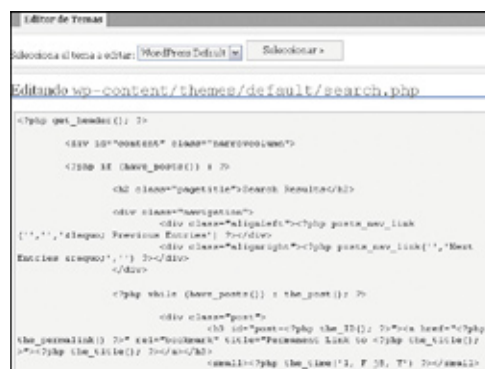 Editor de Temas
Selecciona el tema a editar: WordPress Default Seleccionar »
Editando wp-content/themes/default/search.php
<?php get_header(); ?>
<div id="content" class="narrowcolumn">
<?php if (have_posts()) : ?>
<h2 class="pagetitle">Search Results</h2>
<div class="navigation">
<div class="alignleft"><?php posts_nav_link
('','','&laquo; Previous Entries') ?></div>
<div class="alignright"><?php posts_nav_link('','Next
Entries &raquo;','') ?></div>
</div>
<?php while (have_posts()) : the_post(); ?>
<div class="post">
<h3 id="post-<?php the_ID(); ?>"><a href="<?php
the_permalink() ?>" rel="bookmark" title="Permanent Link to <?php the_title();
?>"><?php the_title(); ?></a></h3>
<small><?php the_time('l, F jS, Y') ?></small>